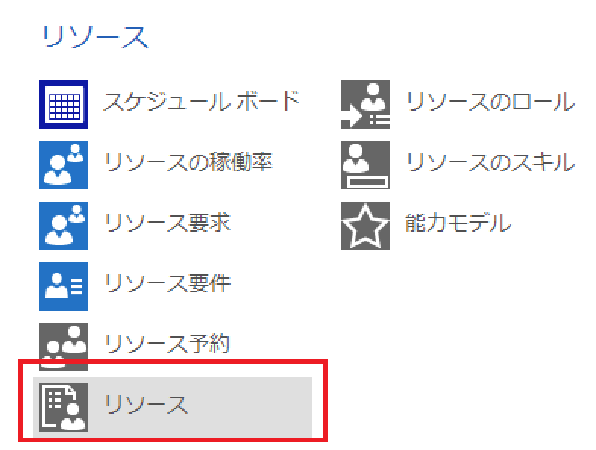 リソース
スケジュール ボード
リソースの稼働率
リソース要求
リソース要件
リソース予約
リソース
リソースのロール
リソースのスキル
能力モデル